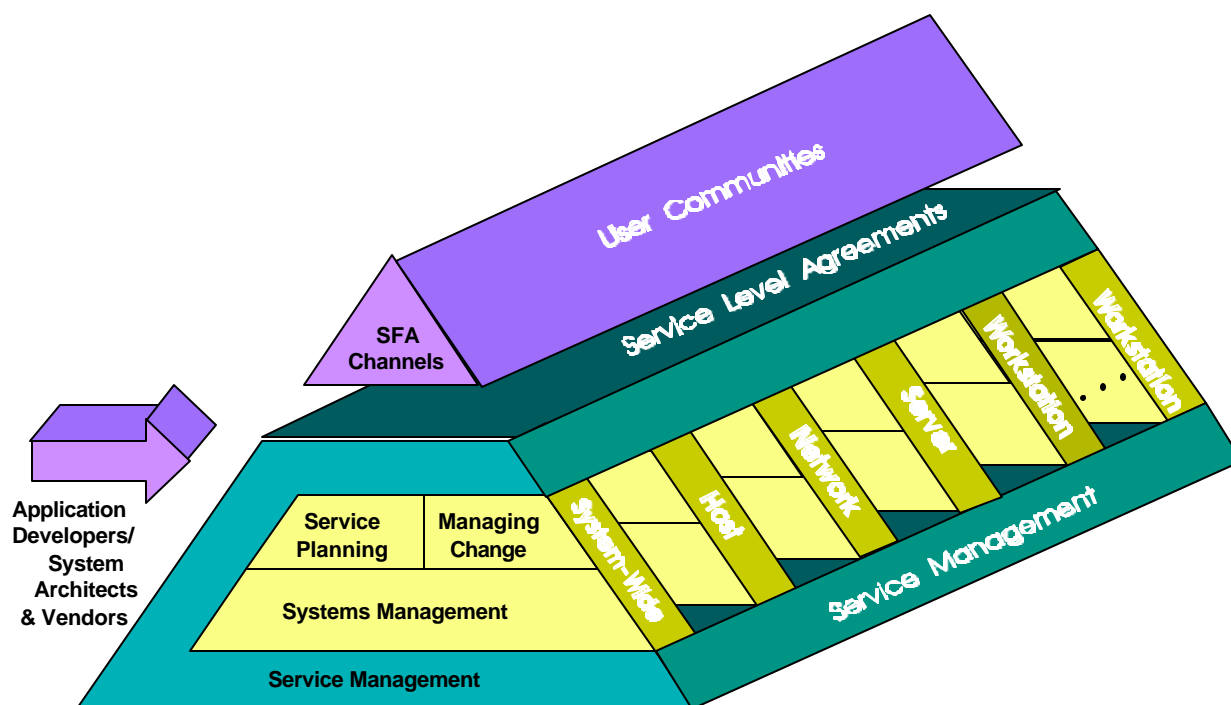 User Communities
Service Level Agreements
SFA
Channels
Application
Developers/
System
Architects
& Vendors
Service
Planning
Managing
Change
Systems Management
Service Management
System-Wide
Host
Network
Server
Workstation
• • •
Workstation
Service Management